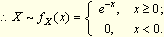 ∴ X ~ f_X(x) = { e^{-x}, x ≥ 0;
0, x < 0.